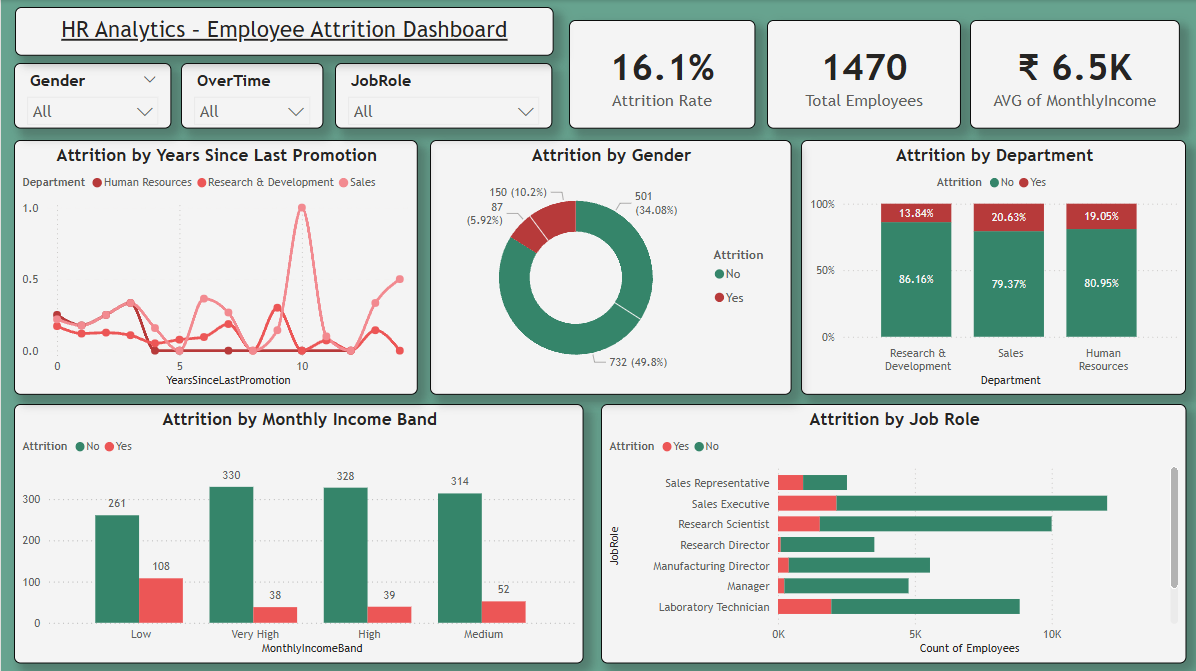 HR Analytics - Employee Attrition Dashboard
Gender
All
OverTime
All
JobRole
All
16.1%
Attrition Rate
1470
Total Employees
₹ 6.5K
AVG of MonthlyIncome
Attrition by Years Since Last Promotion
Department Human Resources Research & Development Sales
1.0
0.5
0.0
0 5 10
YearsSinceLastPromotion
Attrition by Gender
150 (10.2%)
87
(5.92%)
501
(34.08%)
732 (49.8%)
Attrition
No
Yes
Attrition by Department
Attrition No Yes
100%
50%
0%
13.84% 20.63% 19.05%
86.16% 79.37% 80.95%
Research &
Development
Sales
Human
Resources
Department
Attrition by Monthly Income Band
Attrition No Yes
300
200
100
0
261 108 330 38 328 39 314 52
Low Very High High Medium
MonthlyIncomeBand
Attrition by Job Role
Attrition Yes No
JobRole
Sales Representative
Sales Executive
Research Scientist
Research Director
Manufacturing Director
Manager
Laboratory Technician
0K 5K 10K
Count of Employees